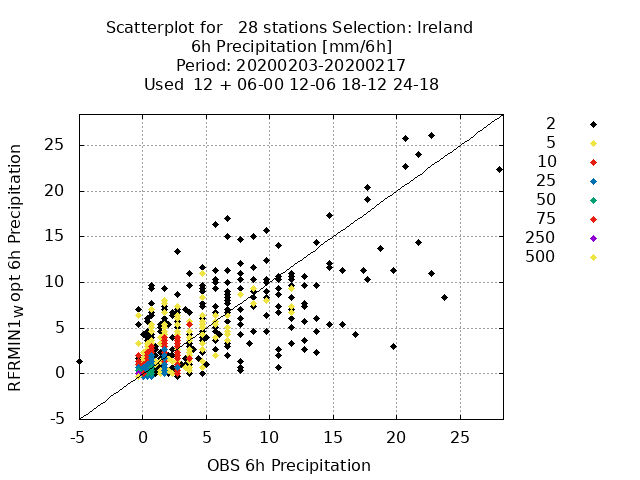 Scatterplot for   28 stations Selection: Ireland
6h Precipitation [mm/6h]
Period: 20200203-20200217
Used  12 + 06-00 12-06 18-12 24-18
RFRMIN1_W opt 6h Precipitation
25
20
15
10
5
0
-5
-5 0 5 10 15 20 25
OBS 6h Precipitation
2
5
10
25
50
75
250
500